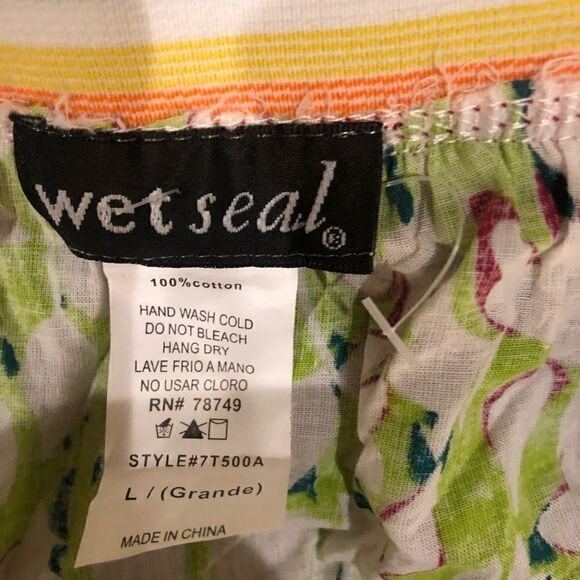 wet seal®
100%cotton
HAND WASH COLD
DO NOT BLEACH
HANG DRY
LAVE FRIO A MANO
NO USAR CLORO
RN# 78749
STYLE#7T500A
L / (Grande)
MADE IN CHINA